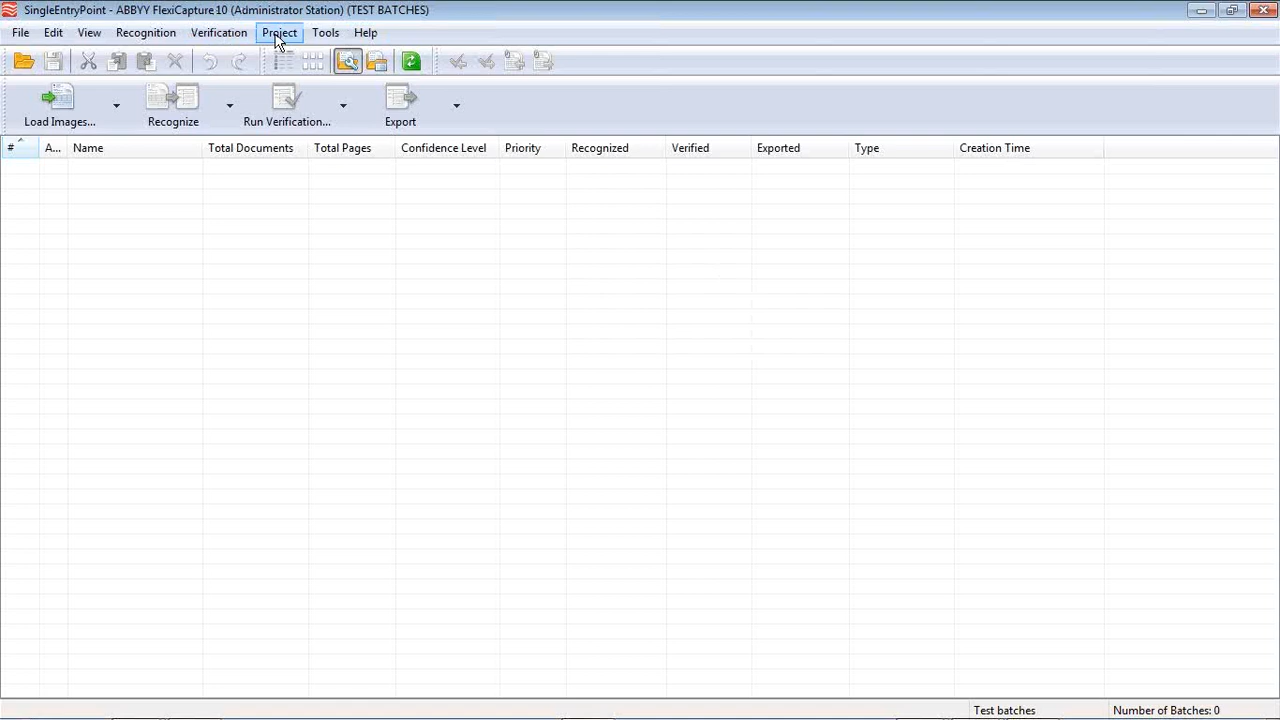 SingleEntryPoint - ABBYY FlexiCapture 10 (Administrator Station) (TEST BATCHES)
File Edit View Recognition Verification Project Tools Help
Load Images... Recognize Run Verification... Export
# A... Name Total Documents Total Pages Confidence Level Priority Recognized Verified Exported Type Creation Time
Test batches Number of Batches: 0